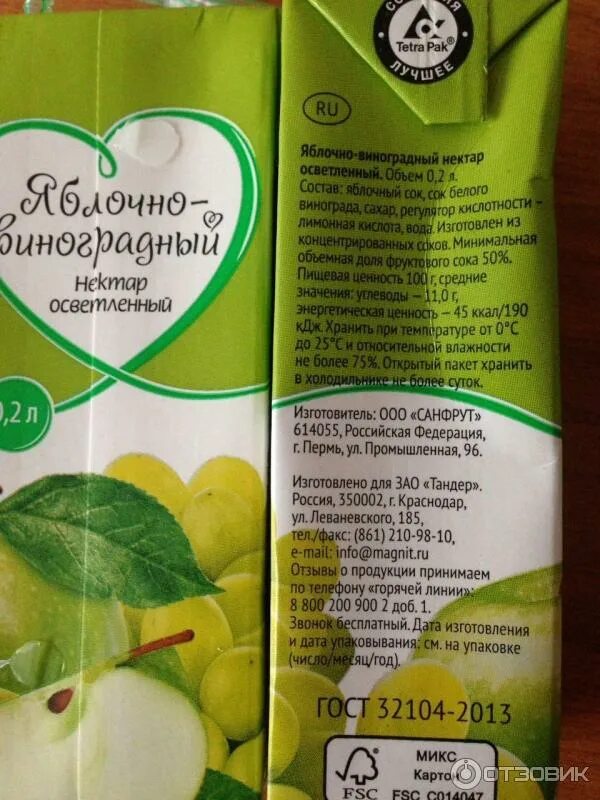 Яблочно-
виноградный
нектар
осветленный
0,2 л
Tetra Pak®
ЛУЧШЕЕ
RU
Яблочно-виноградный нектар
осветленный. Объем 0,2 л.
Состав: яблочный сок, сок белого
винограда, сахар, регулятор кислотности –
лимонная кислота, вода. Изготовлен из
концентрированных соков. Минимальная
объемная доля фруктового сока 50%.
Пищевая ценность 100 г, средние
значения: углеводы – 11,0 г,
энергетическая ценность – 45 ккал/190
кДж. Хранить при температуре от 0°С
до 25°С и относительной влажности
не более 75%. Открытый пакет хранить
в холодильнике не более суток.
Изготовитель: ООО «САНФРУТ»
614055, Российская Федерация,
г. Пермь, ул. Промышленная, 96.
Изготовлено для ЗАО «Тандер».
Россия, 350002, г. Краснодар,
ул. Леваневского, 185,
тел./факс: (861) 210-98-10,
e-mail: info@magnit.ru
Отзывы о продукции принимаем
по телефону «горячей линии»:
8 800 200 900 2 доб. 1.
Звонок бесплатный. Дата изготовления
и дата упаковывания: см. на упаковке
(число/месяц/год).
ГОСТ 32104-2013
МИКС
Картон
FSC FSC C014047
ОТЗОВИК